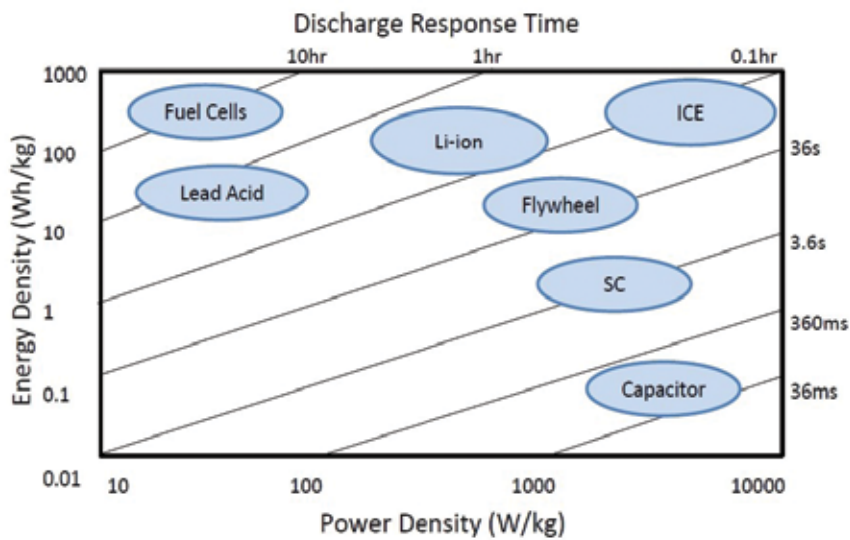 Discharge Response Time
10hr 1hr 0.1hr
1000
Fuel Cells ICE
Li-ion
100 36s
Lead Acid Flywheel
10
3.6s
SC
1
360ms
0.1 Capacitor 36ms
0.01
10 100 1000 10000
Energy Density (Wh/kg)
Power Density (W/kg)